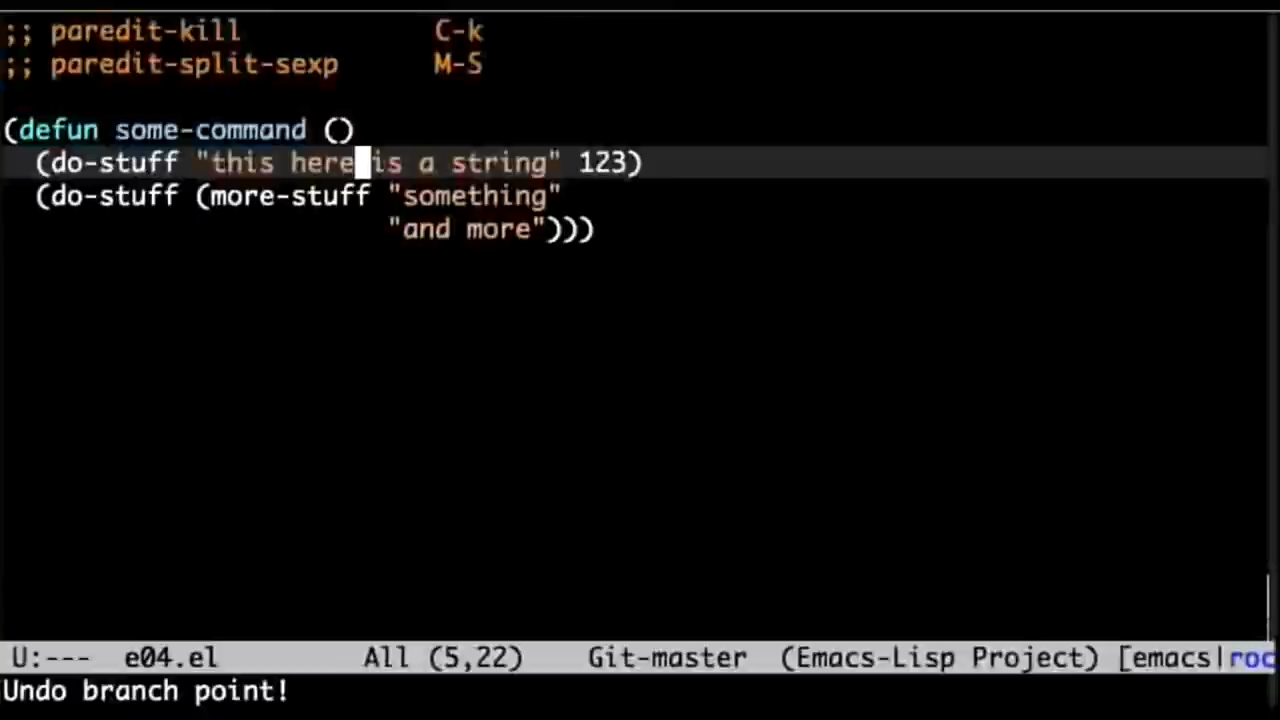 ;; paredit-kill            C-k
;; paredit-split-sexp      M-S
(defun some-command ()
  (do-stuff "this here is a string" 123)
  (do-stuff (more-stuff "something"
                        "and more")))
U:---  e04.el         All (5,22)    Git-master  (Emacs-Lisp Project) [emacs|roc
Undo branch point!